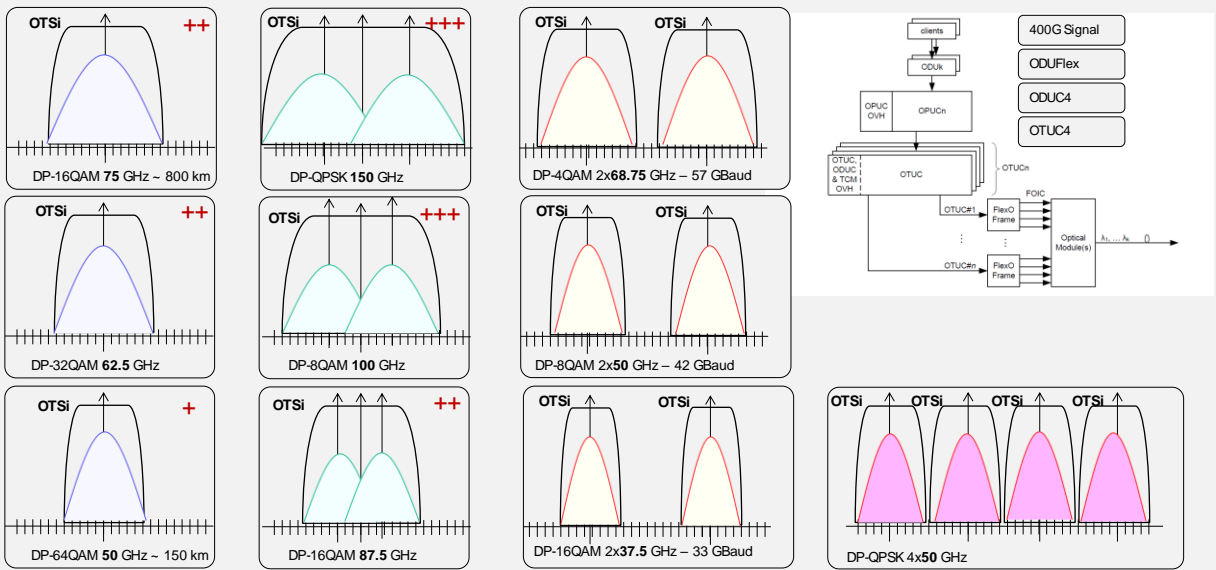 OTSi
++
DP-16QAM 75 GHz ~ 800 km
OTSi
+++
DP-QPSK 150 GHz
OTSi
OTSi
DP-4QAM 2x68.75 GHz – 57 GBaud
clients
ODUk
OPUC
OVH
OPUCn
OTUC,
ODUC
& TCM
OVH
OTUC
OTUCn
OTUC#1
FlexO
Frame
FOIC
Optical
Module(s)
λ1, ... λk
()
⋮
⋮
OTUC#n
FlexO
Frame
400G Signal
ODUFlex
ODUC4
OTUC4
OTSi
++
DP-32QAM 62.5 GHz
OTSi
+++
DP-8QAM 100 GHz
OTSi
OTSi
DP-8QAM 2x50 GHz – 42 GBaud
OTSi
+
DP-64QAM 50 GHz ~ 150 km
OTSi
++
DP-16QAM 87.5 GHz
OTSi
OTSi
DP-16QAM 2x37.5 GHz – 33 GBaud
OTSi
OTSi
OTSi
OTSi
DP-QPSK 4x50 GHz